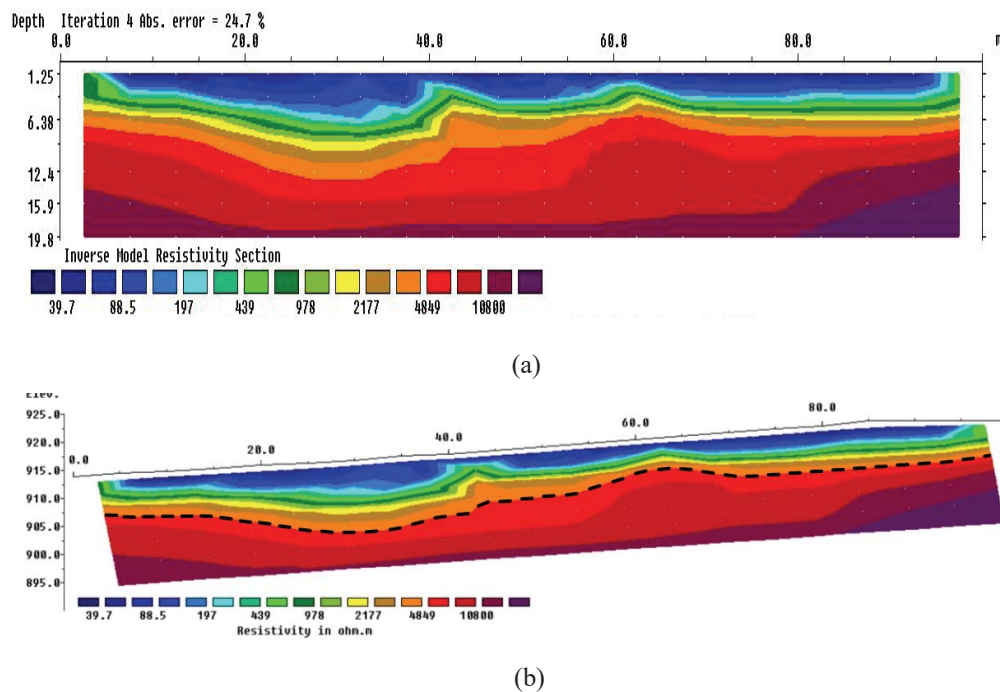 Depth Iteration 4 Abs. error = 24.7 %
0.0 20.0 40.0 60.0 80.0 m
1.25
6.38
12.4
15.9
19.8
Inverse Model Resistivity Section
39.7 88.5 197 439 978 2177 4849 10800
(a)
Elev.
925.0
920.0
915.0
910.0
905.0
900.0
895.0
0.0 20.0 40.0 60.0 80.0
39.7 88.5 197 439 978 2177 4849 10800
Resistivity in ohm.m
(b)